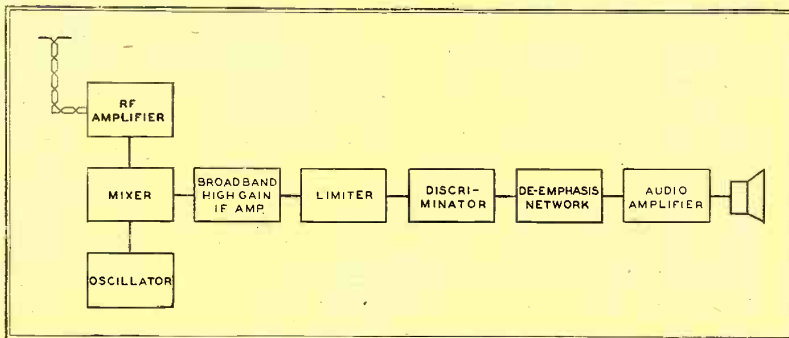 RF
AMPLIFIER
MIXER
BROADBAND
HIGH GAIN
IF AMP.
LIMITER
DISCRI-
MINATOR
DE-EMPHASIS
NETWORK
AUDIO
AMPLIFIER
OSCILLATOR